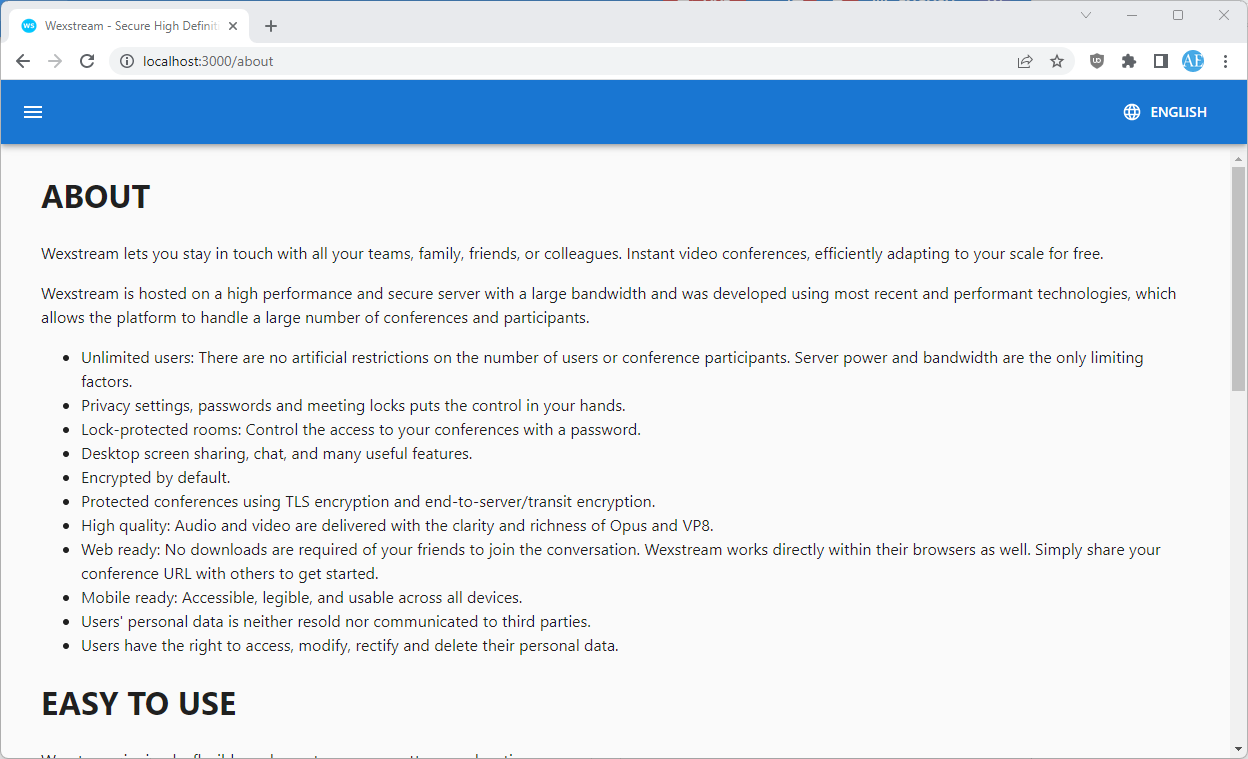 Wexstream - Secure High Definit
localhost:3000/about
ENGLISH
ABOUT
Wexstream lets you stay in touch with all your teams, family, friends, or colleagues. Instant video conferences, efficiently adapting to your scale for free.
Wexstream is hosted on a high performance and secure server with a large bandwidth and was developed using most recent and performant technologies, which
allows the platform to handle a large number of conferences and participants.
• Unlimited users: There are no artificial restrictions on the number of users or conference participants. Server power and bandwidth are the only limiting
factors.
• Privacy settings, passwords and meeting locks puts the control in your hands.
• Lock-protected rooms: Control the access to your conferences with a password.
• Desktop screen sharing, chat, and many useful features.
• Encrypted by default.
• Protected conferences using TLS encryption and end-to-server/transit encryption.
• High quality: Audio and video are delivered with the clarity and richness of Opus and VP8.
• Web ready: No downloads are required of your friends to join the conversation. Wexstream works directly within their browsers as well. Simply share your
conference URL with others to get started.
• Mobile ready: Accessible, legible, and usable across all devices.
• Users' personal data is neither resold nor communicated to third parties.
• Users have the right to access, modify, rectify and delete their personal data.
EASY TO USE